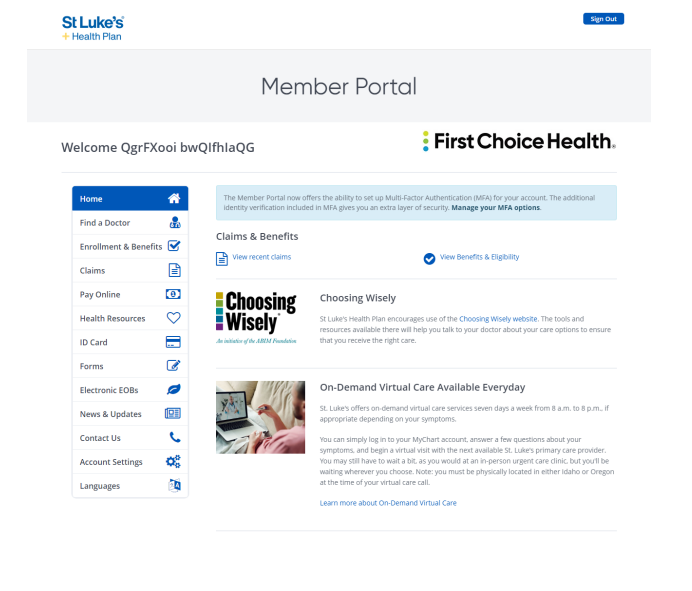 St Luke's
Health Plan
Sign Out
Member Portal
Welcome QgrFXooi bwQIfhlaQG
First Choice Health®
Home
Find a Doctor
Enrollment & Benefits
Claims
Pay Online
Health Resources
ID Card
Forms
Electronic EOBs
News & Updates
Contact Us
Account Settings
Languages
The Member Portal now offers the ability to set up Multi-Factor Authentication (MFA) for your account. The additional
identity verification included in MFA gives you an extra layer of security. Manage your MFA options.
Claims & Benefits
View recent claims
View Benefits & Eligibility
Choosing
Wisely®
An initiative of the ABIM Foundation
Choosing Wisely
St Luke's Health Plan encourages use of the Choosing Wisely website. The tools and
resources available there will help you talk to your doctor about your care options to ensure
that you receive the right care.
On-Demand Virtual Care Available Everyday
St. Luke's offers on-demand virtual care services seven days a week from 8 a.m. to 8 p.m., if
appropriate depending on your symptoms.
You can simply log in to your MyChart account, answer a few questions about your
symptoms, and begin a virtual visit with the next available St. Luke's primary care provider.
You may still have to wait a bit, as you would at an in-person urgent care clinic, but you'll be
waiting wherever you choose. Note: you must be physically located in either Idaho or Oregon
at the time of your virtual care call.
Learn more about On-Demand Virtual Care